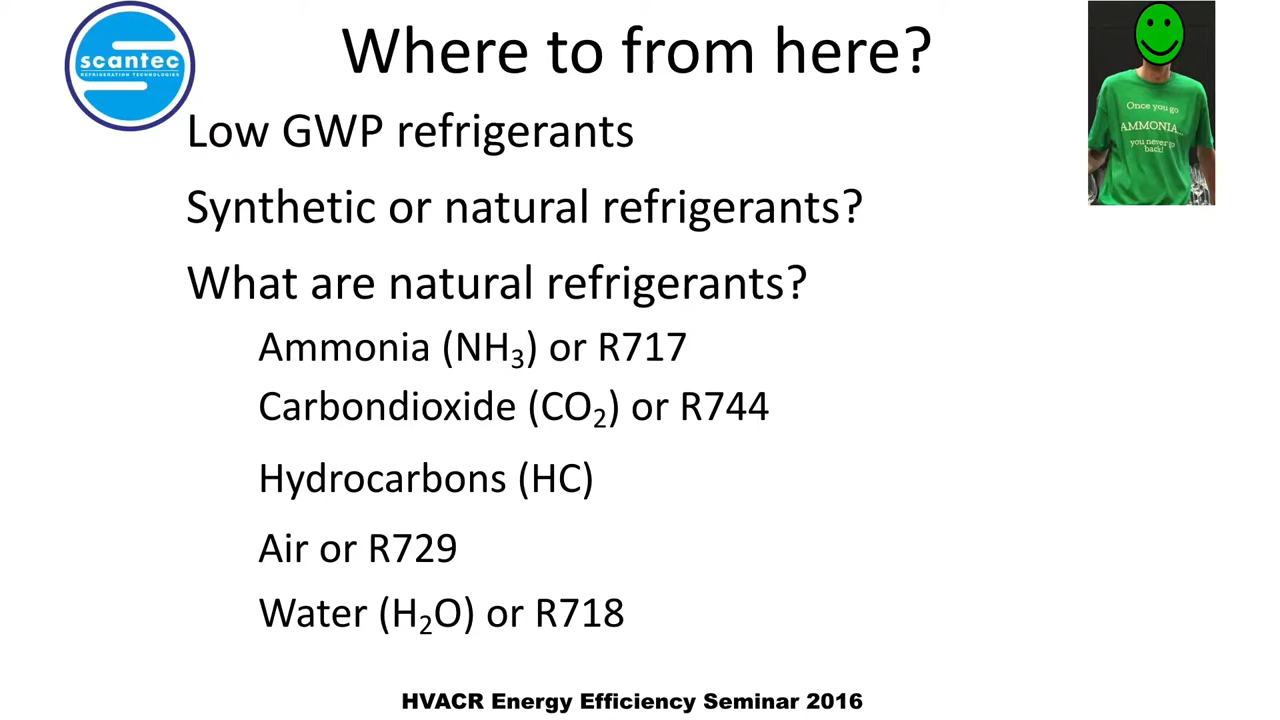 scantec
REFRIGERATION TECHNOLOGIES
Where to from here?
Once you go
AMMONIA...
you never go
back!
Low GWP refrigerants
Synthetic or natural refrigerants?
What are natural refrigerants?
Ammonia (NH₃) or R717
Carbondioxide (CO₂) or R744
Hydrocarbons (HC)
Air or R729
Water (H₂O) or R718
HVACR Energy Efficiency Seminar 2016